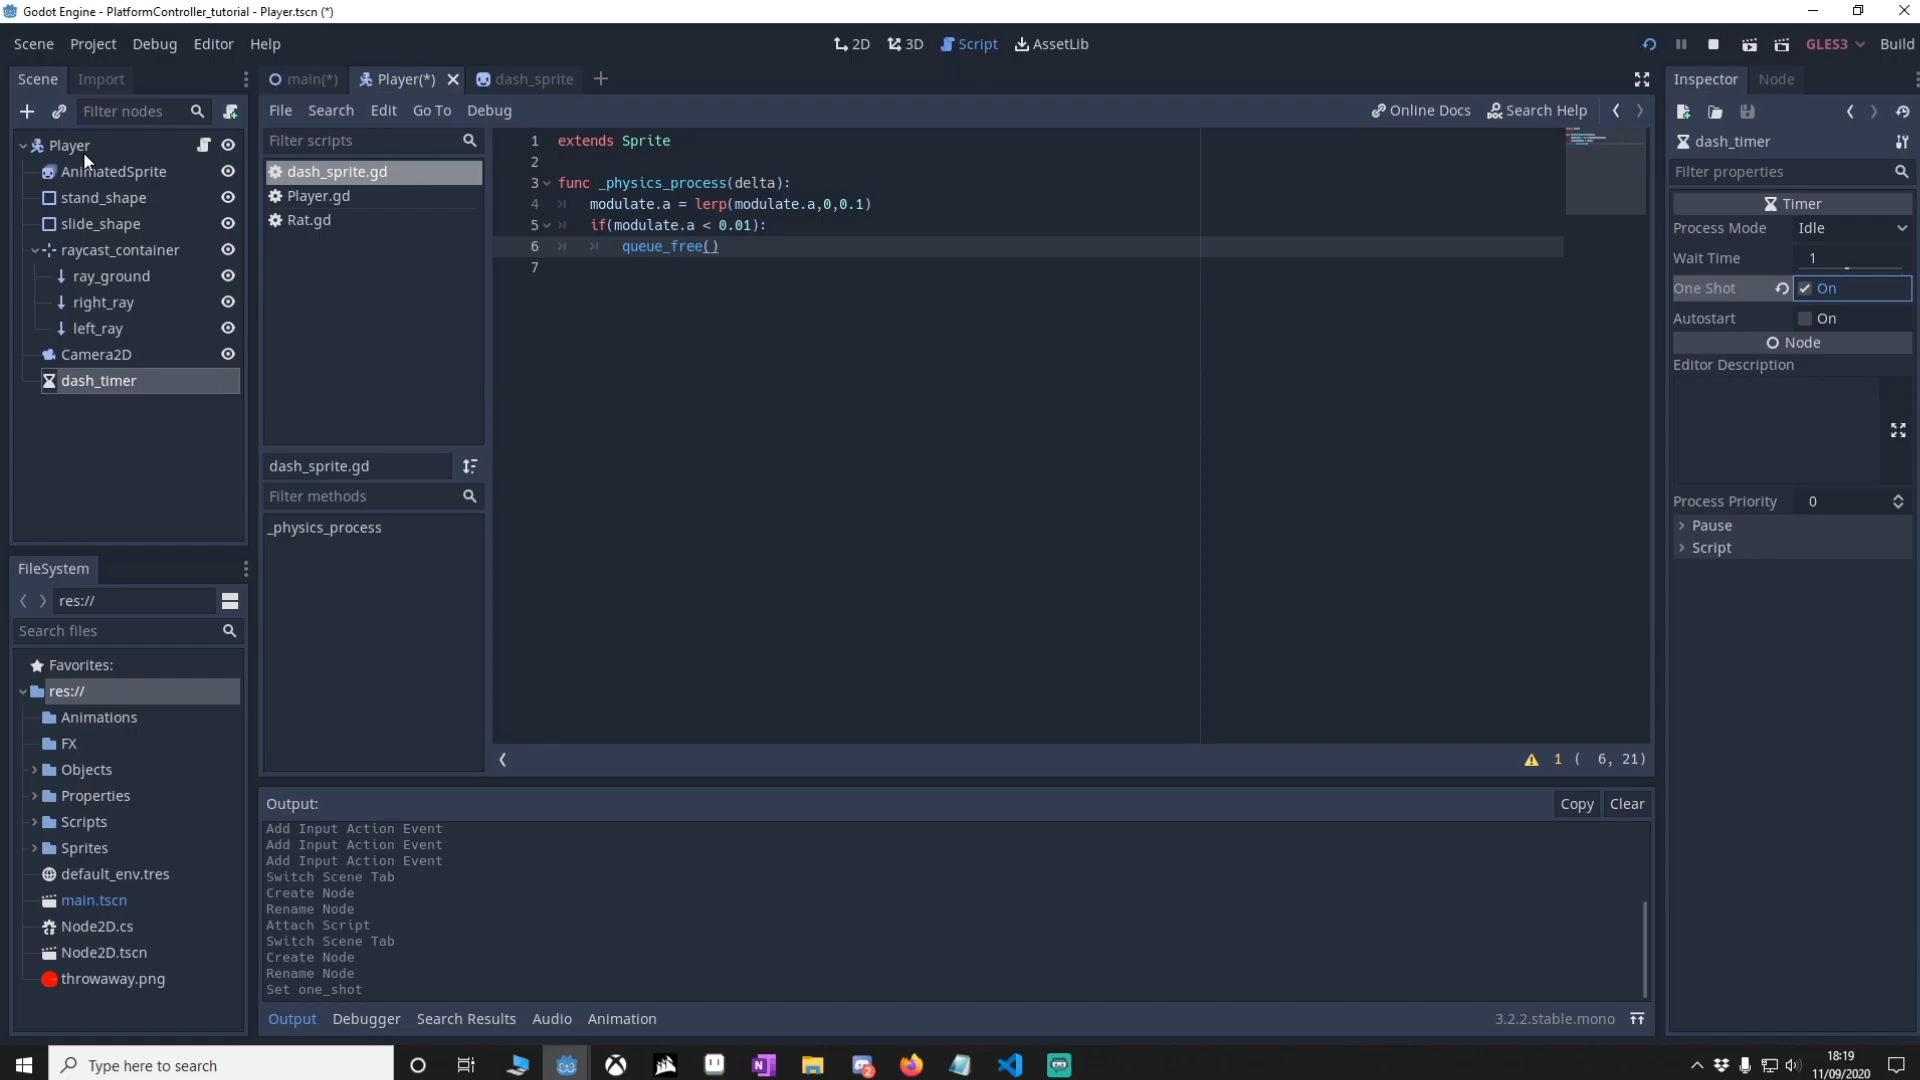 Godot Engine - PlatformController_tutorial - Player.tscn (*)
Scene Project Debug Editor Help
2D 3D Script AssetLib
GLES3 Build
Scene Import
main(*) Player(*) dash_sprite
Inspector Node
Filter nodes
File Search Edit Go To Debug
Online Docs Search Help
Player
AnimatedSprite
stand_shape
slide_shape
raycast_container
ray_ground
right_ray
left_ray
Camera2D
dash_timer
Filter scripts
dash_sprite.gd
Player.gd
Rat.gd
dash_sprite.gd
Filter methods
_physics_process
1 extends Sprite
2
3 func _physics_process(delta):
4 modulate.a = lerp(modulate.a,0,0.1)
5 if(modulate.a < 0.01):
6 queue_free()
7
1 ( 6, 21)
dash_timer
Filter properties
Timer
Process Mode Idle
Wait Time 1
One Shot On
Autostart On
Node
Editor Description
Process Priority 0
Pause
Script
FileSystem
res://
Search files
Favorites:
res://
Animations
FX
Objects
Properties
Scripts
Sprites
default_env.tres
main.tscn
Node2D.cs
Node2D.tscn
throwaway.png
Output:
Copy Clear
Add Input Action Event
Add Input Action Event
Add Input Action Event
Switch Scene Tab
Create Node
Rename Node
Attach Script
Switch Scene Tab
Create Node
Rename Node
Set one_shot
Output Debugger Search Results Audio Animation
3.2.2.stable.mono
Type here to search
18:19
11/09/2020